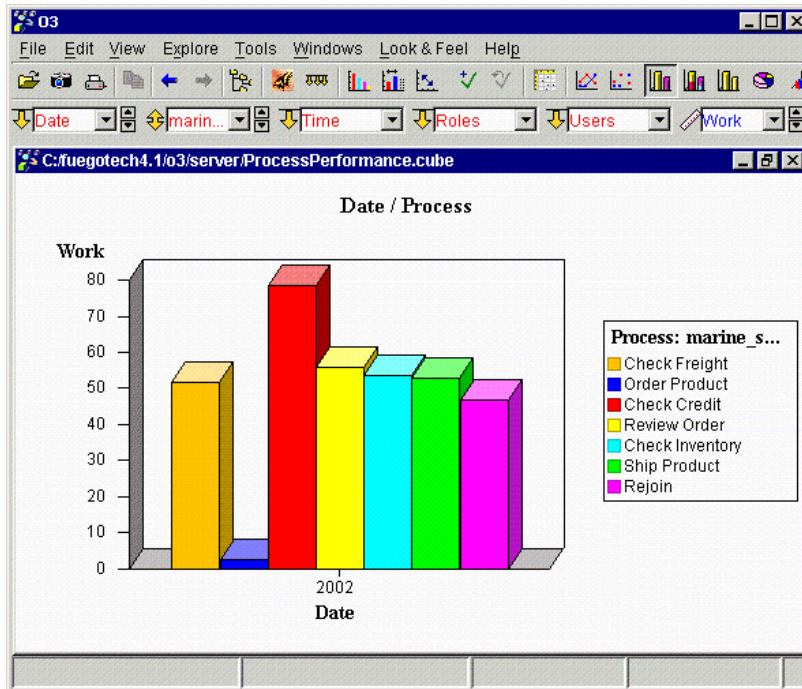 O3
File Edit View Explore Tools Windows Look & Feel Help
Date marin... Time Roles Users Work
C:/fuegotech4.1/o3/server/ProcessPerformance.cube
Date / Process
Work
80
70
60
50
40
30
20
10
0
2002
Date
Process: marine_s...
Check Freight
Order Product
Check Credit
Review Order
Check Inventory
Ship Product
Rejoin